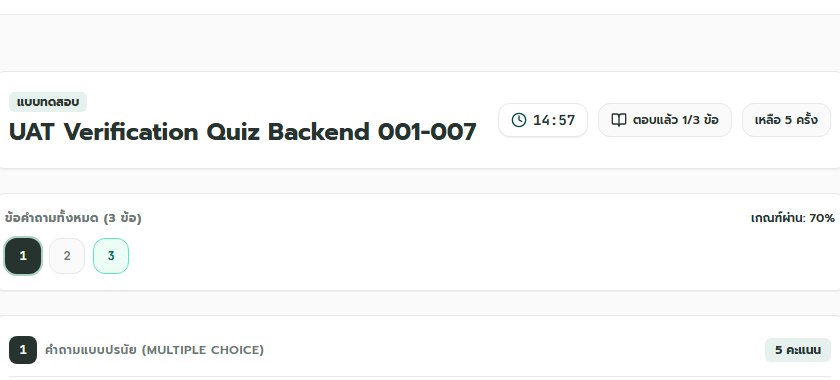 แบบทดสอบ
UAT Verification Quiz Backend 001-007
14:57
ตอบแล้ว 1/3 ข้อ
เหลือ 5 ครั้ง
ข้อคำถามทั้งหมด (3 ข้อ)
เกณฑ์ผ่าน: 70%
1
2
3
1 คำถามแบบปรนัย (MULTIPLE CHOICE)
5 คะแนน